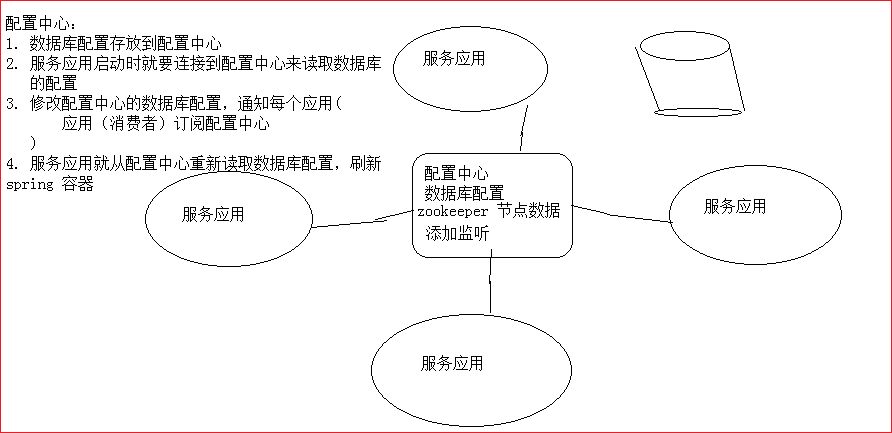 配置中心:
1. 数据库配置存放到配置中心
2. 服务应用启动时就要连接到配置中心来读取数据库
的配置
3. 修改配置中心的数据库配置，通知每个应用(
应用（消费者）订阅配置中心
)
4. 服务应用就从配置中心重新读取数据库配置，刷新
spring 容器
服务应用
服务应用
配置中心
数据库配置
zookeeper 节点数据
添加监听
服务应用
服务应用